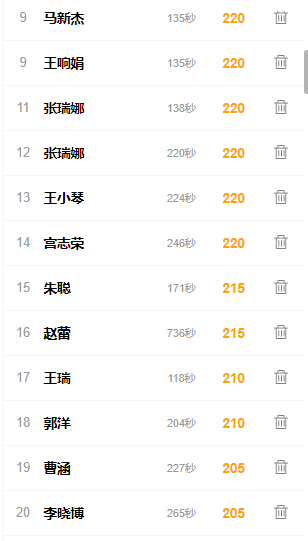 9 马新杰 135秒 220
9 王响娟 135秒 220
11 张瑞娜 138秒 220
12 张瑞娜 220秒 220
13 王小琴 224秒 220
14 宫志荣 246秒 220
15 朱聪 171秒 215
16 赵蕾 736秒 215
17 王瑞 118秒 210
18 郭洋 204秒 210
19 曹涵 227秒 205
20 李晓博 265秒 205